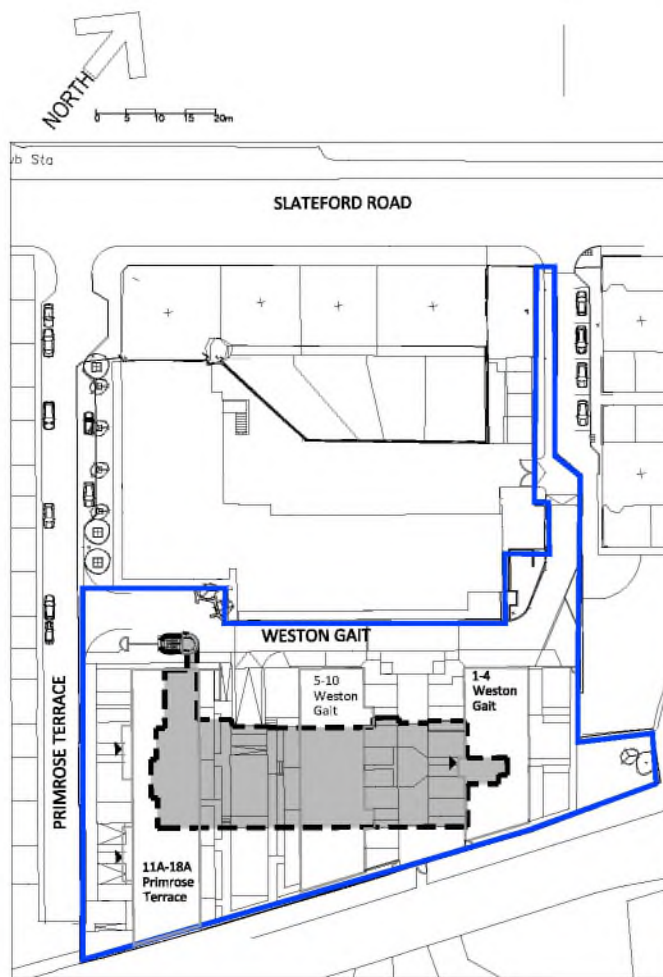 NORTH
0 5 10 15 20m
ub Sta
SLATEFORD ROAD
WESTON GAIT
PRIMROSE TERRACE
5-10
Weston
Gait
1-4
Weston
Gait
11A-18A
Primrose
Terrace